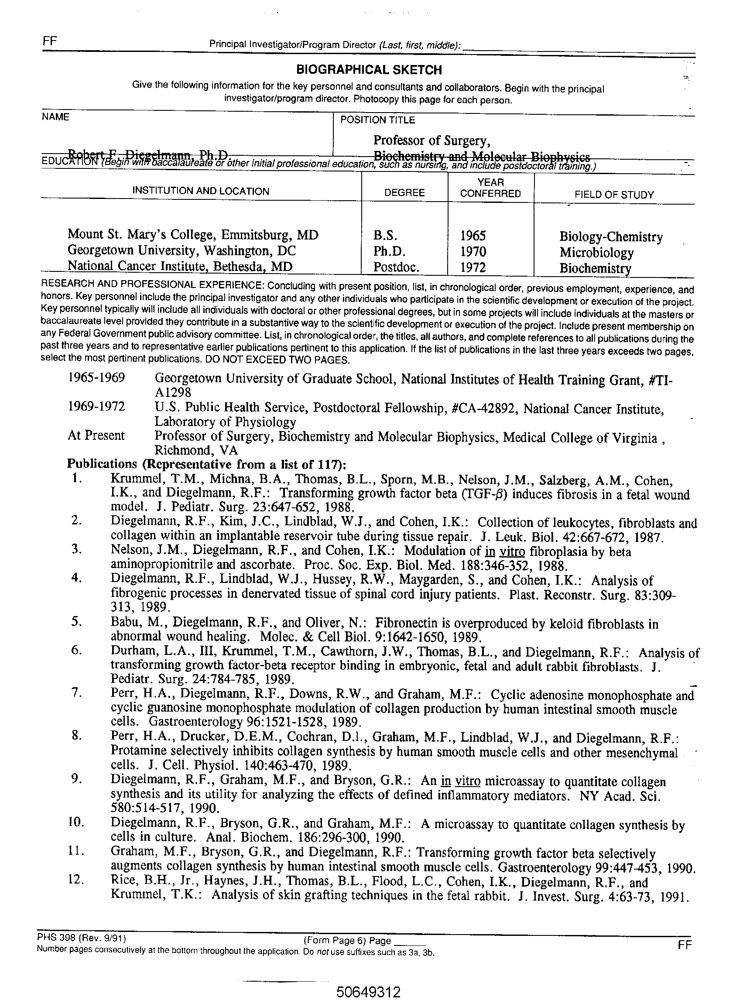 FF
Principal Investigator/Program Director (Last, first, middle):
BIOGRAPHICAL SKETCH
Give the following information for the key personnel and consultants and collaborators. Begin with the principal
investigator/program director. Photocopy this page for each person.
NAME
POSITION TITLE
Professor of Surgery,
Robert F. Diegelmann, Ph.D.
Biochemistry and Molecular Biophysics
EDUCATION (Begin with baccalaureate or other initial professional education, such as nursing, and include postdoctoral training.)
INSTITUTION AND LOCATION
DEGREE
YEAR
CONFERRED
FIELD OF STUDY
Mount St. Mary's College, Emmitsburg, MD B.S. 1965 Biology-Chemistry
Georgetown University, Washington, DC Ph.D. 1970 Microbiology
National Cancer Institute, Bethesda, MD Postdoc. 1972 Biochemistry
RESEARCH AND PROFESSIONAL EXPERIENCE: Concluding with present position, list, in chronological order, previous employment, experience, and
honors. Key personnel include the principal investigator and any other individuals who participate in the scientific development or execution of the project.
Key personnel typically will include all individuals with doctoral or other professional degrees, but in some projects will include individuals at the masters or
baccalaureate level provided they contribute in a substantive way to the scientific development or execution of the project. Include present membership on
any Federal Government public advisory committee. List, in chronological order, the titles, all authors, and complete references to all publications during the
past three years and to representative earlier publications pertinent to this application. If the list of publications in the last three years exceeds two pages,
select the most pertinent publications. DO NOT EXCEED TWO PAGES.
1965-1969 Georgetown University of Graduate School, National Institutes of Health Training Grant, #TI-
A1298
1969-1972 U.S. Public Health Service, Postdoctoral Fellowship, #CA-42892, National Cancer Institute,
Laboratory of Physiology
At Present Professor of Surgery, Biochemistry and Molecular Biophysics, Medical College of Virginia ,
Richmond, VA
Publications (Representative from a list of 117):
1. Krummel, T.M., Michna, B.A., Thomas, B.L., Sporn, M.B., Nelson, J.M., Salzberg, A.M., Cohen,
I.K., and Diegelmann, R.F.: Transforming growth factor beta (TGF-β) induces fibrosis in a fetal wound
model. J. Pediatr. Surg. 23:647-652, 1988.
2. Diegelmann, R.F., Kim, J.C., Lindblad, W.J., and Cohen, I.K.: Collection of leukocytes, fibroblasts and
collagen within an implantable reservoir tube during tissue repair. J. Leuk. Biol. 42:667-672, 1987.
3. Nelson, J.M., Diegelmann, R.F., and Cohen, I.K.: Modulation of in vitro fibroplasia by beta
aminopropionitrile and ascorbate. Proc. Soc. Exp. Biol. Med. 188:346-352, 1988.
4. Diegelmann, R.F., Lindblad, W.J., Hussey, R.W., Maygarden, S., and Cohen, I.K.: Analysis of
fibrogenic processes in denervated tissue of spinal cord injury patients. Plast. Reconstr. Surg. 83:309-
313, 1989.
5. Babu, M., Diegelmann, R.F., and Oliver, N.: Fibronectin is overproduced by keloid fibroblasts in
abnormal wound healing. Molec. & Cell Biol. 9:1642-1650, 1989.
6. Durham, L.A., III, Krummel, T.M., Cawthorn, J.W., Thomas, B.L., and Diegelmann, R.F.: Analysis of
transforming growth factor-beta receptor binding in embryonic, fetal and adult rabbit fibroblasts. J.
Pediatr. Surg. 24:784-785, 1989.
7. Perr, H.A., Diegelmann, R.F., Downs, R.W., and Graham, M.F.: Cyclic adenosine monophosphate and
cyclic guanosine monophosphate modulation of collagen production by human intestinal smooth muscle
cells. Gastroenterology 96:1521-1528, 1989.
8. Perr, H.A., Drucker, D.E.M., Cochran, D.l., Graham, M.F., Lindblad, W.J., and Diegelmann, R.F.:
Protamine selectively inhibits collagen synthesis by human smooth muscle cells and other mesenchymal
cells. J. Cell. Physiol. 140:463-470, 1989.
9. Diegelmann, R.F., Graham, M.F., and Bryson, G.R.: An in vitro microassay to quantitate collagen
synthesis and its utility for analyzing the effects of defined inflammatory mediators. NY Acad. Sci.
580:514-517, 1990.
10. Diegelmann, R.F., Bryson, G.R., and Graham, M.F.: A microassay to quantitate collagen synthesis by
cells in culture. Anal. Biochem. 186:296-300, 1990.
11. Graham, M.F., Bryson, G.R., and Diegelmann, R.F.: Transforming growth factor beta selectively
augments collagen synthesis by human intestinal smooth muscle cells. Gastroenterology 99:447-453, 1990.
12. Rice, B.H., Jr., Haynes, J.H., Thomas, B.L., Flood, L.C., Cohen, I.K., Diegelmann, R.F., and
Krummel, T.K.: Analysis of skin grafting techniques in the fetal rabbit. J. Invest. Surg. 4:63-73, 1991.
PHS 398 (Rev. 9/91) (Form Page 6) Page FF
Number pages consecutively at the bottom throughout the application. Do not use suffixes such as 3a, 3b.
50649312